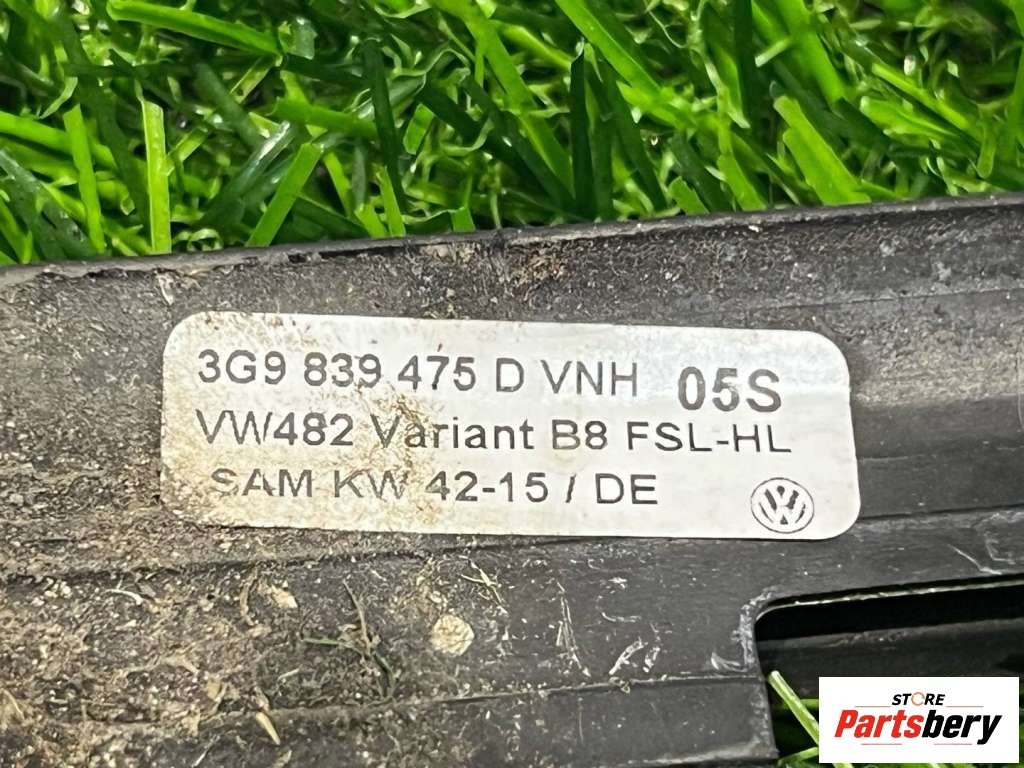 3G9 839 475 D VNH 05S
VW482 Variant B8 FSL-HL
SAM KW 42-15 / DE
STORE
Partsbery